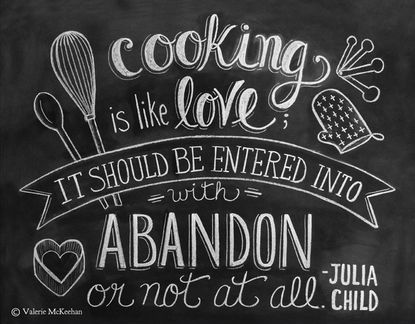 cooking
is like love;
IT SHOULD BE ENTERED INTO
with
ABANDON
or not at all.
-JULIA
CHILD
© Valerie McKeehan